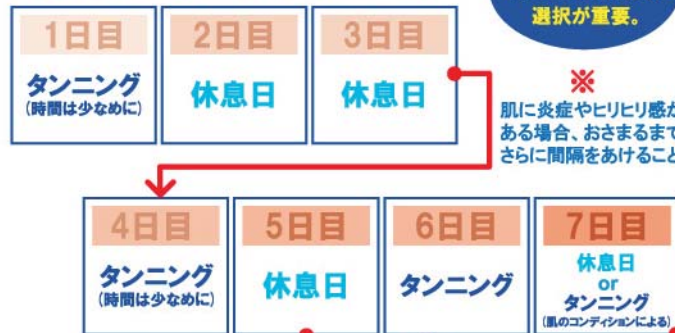 選択が重要。
1日目
タンニング
(時間は少なめに)
2日目
休息日
3日目
休息日
※
肌に炎症やヒリヒリ感が
ある場合、おさまるまで
さらに間隔をあけること
4日目
タンニング
(時間は少なめに)
5日目
休息日
6日目
タンニング
7日目
休息日
or
タンニング
(肌のコンディションによる)